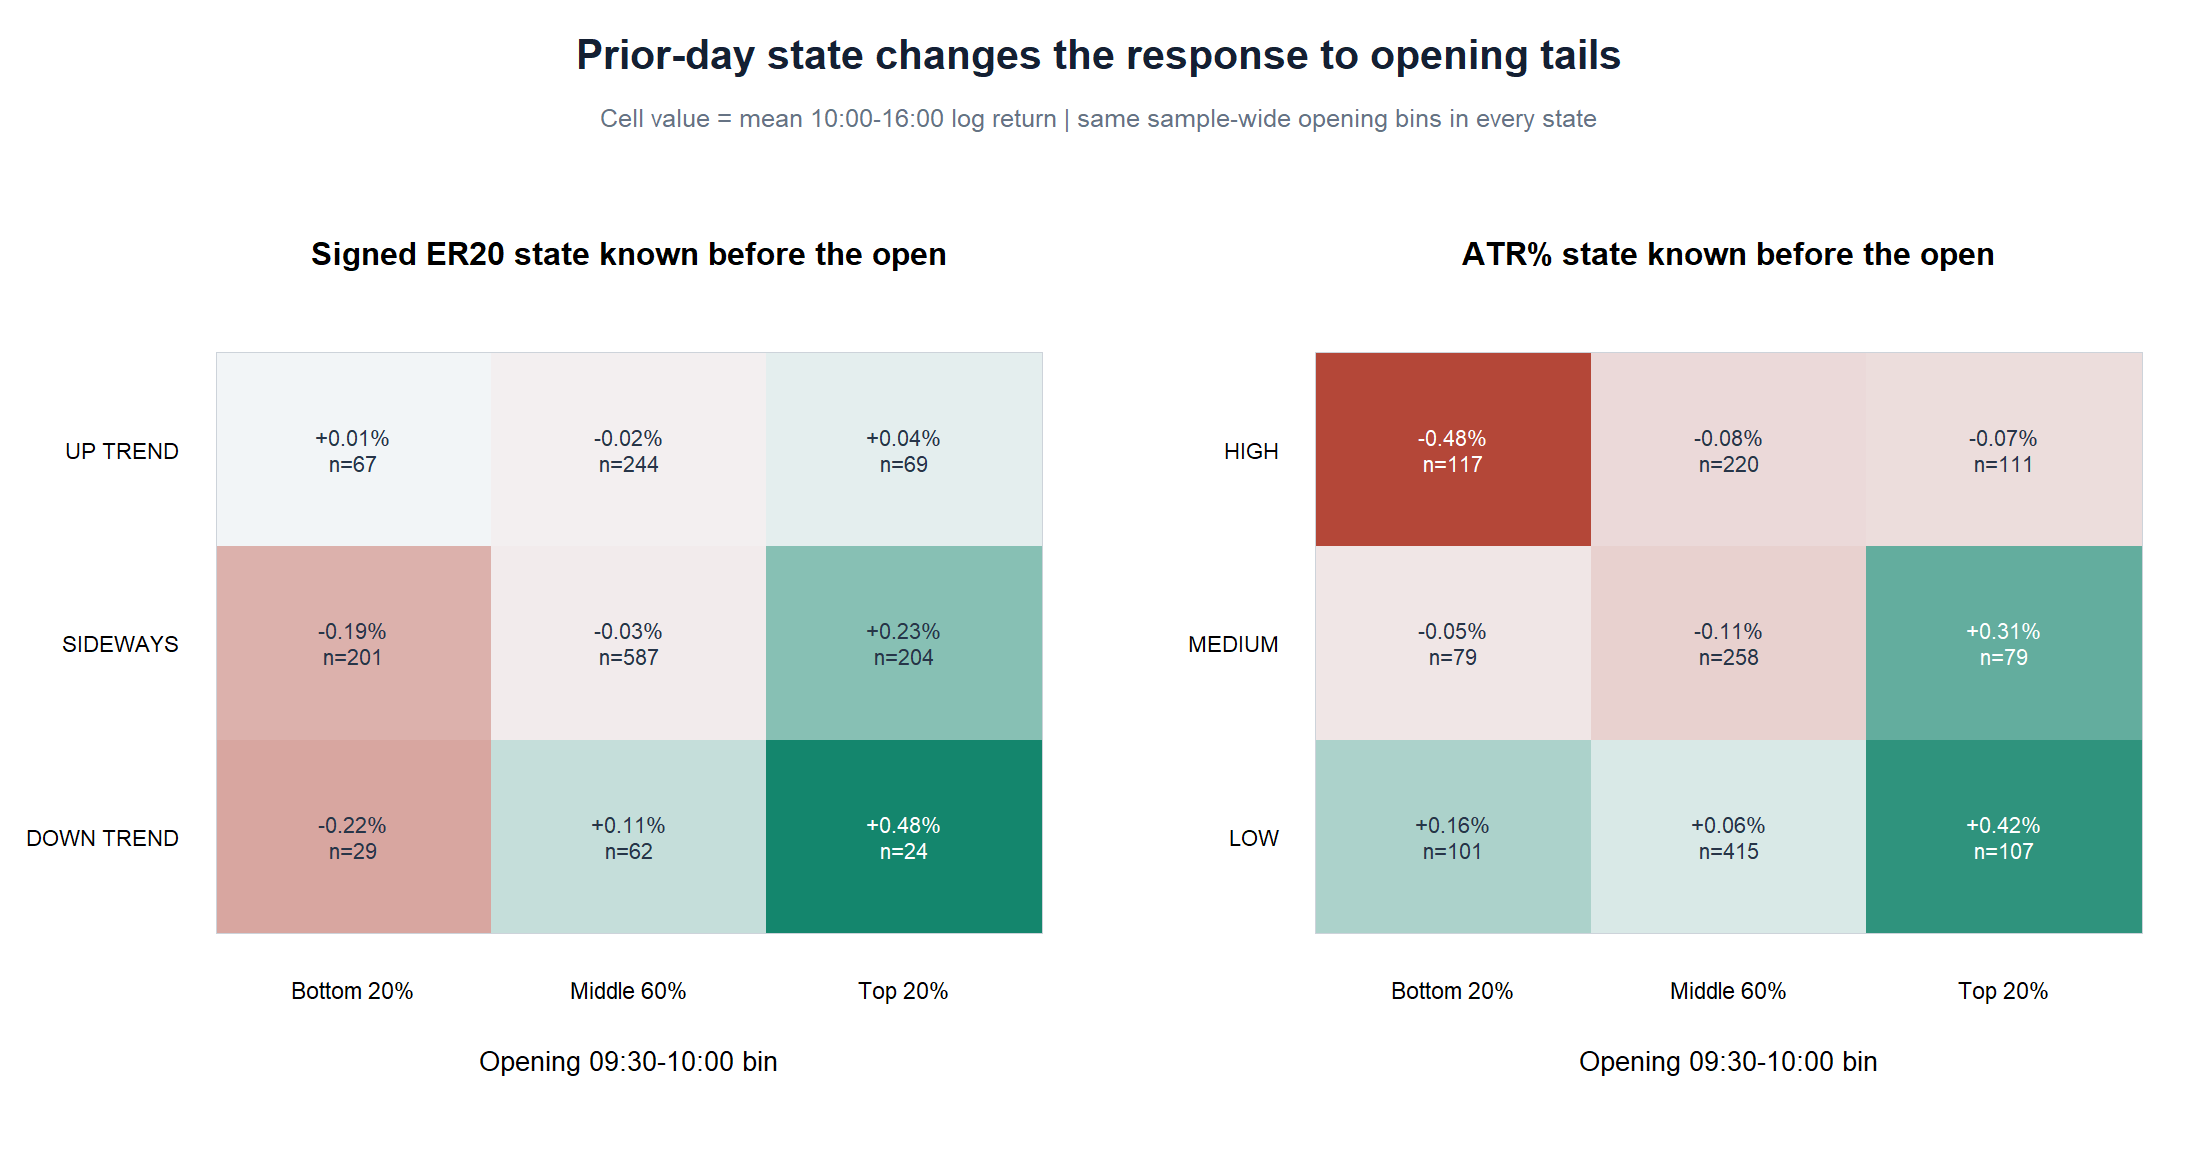 Prior-day state changes the response to opening tails
Cell value = mean 10:00-16:00 log return | same sample-wide opening bins in every state
Signed ER20 state known before the open
UP TREND
+0.01%
n=67
-0.02%
n=244
+0.04%
n=69
SIDEWAYS
-0.19%
n=201
-0.03%
n=587
+0.23%
n=204
DOWN TREND
-0.22%
n=29
+0.11%
n=62
+0.48%
n=24
Bottom 20%
Middle 60%
Top 20%
Opening 09:30-10:00 bin
ATR% state known before the open
HIGH
-0.48%
n=117
-0.08%
n=220
-0.07%
n=111
MEDIUM
-0.05%
n=79
-0.11%
n=258
+0.31%
n=79
LOW
+0.16%
n=101
+0.06%
n=415
+0.42%
n=107
Bottom 20%
Middle 60%
Top 20%
Opening 09:30-10:00 bin